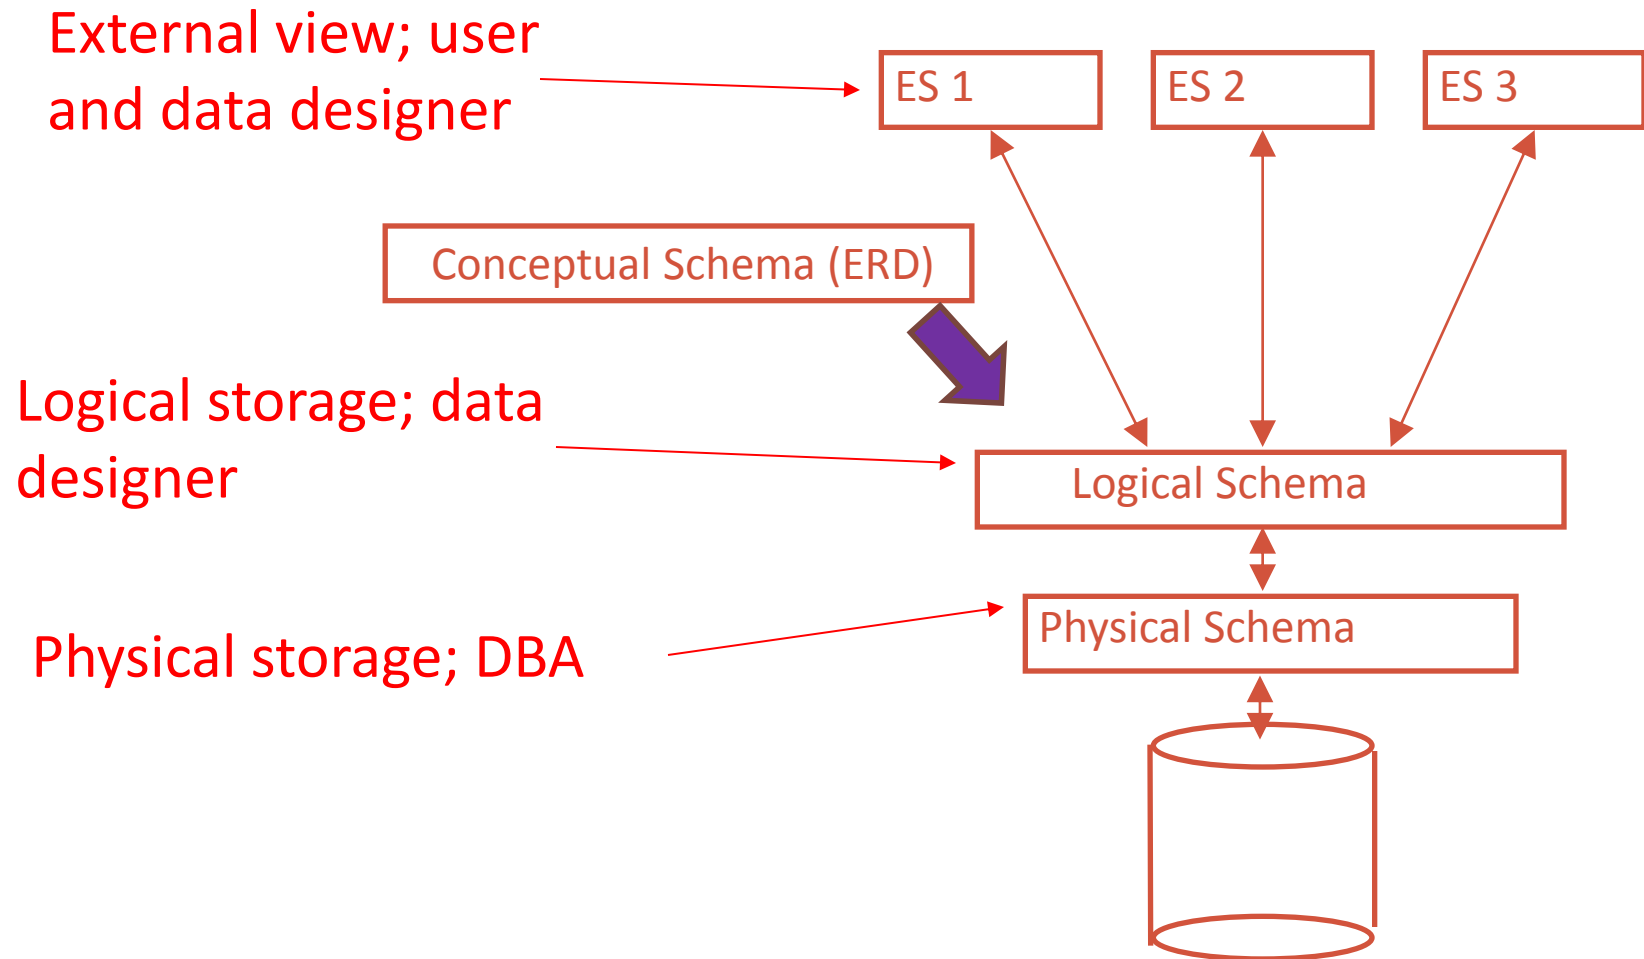 External view; user
and data designer
ES 1
ES 2
ES 3
Conceptual Schema (ERD)
Logical storage; data
designer
Logical Schema
Physical Schema
Physical storage; DBA